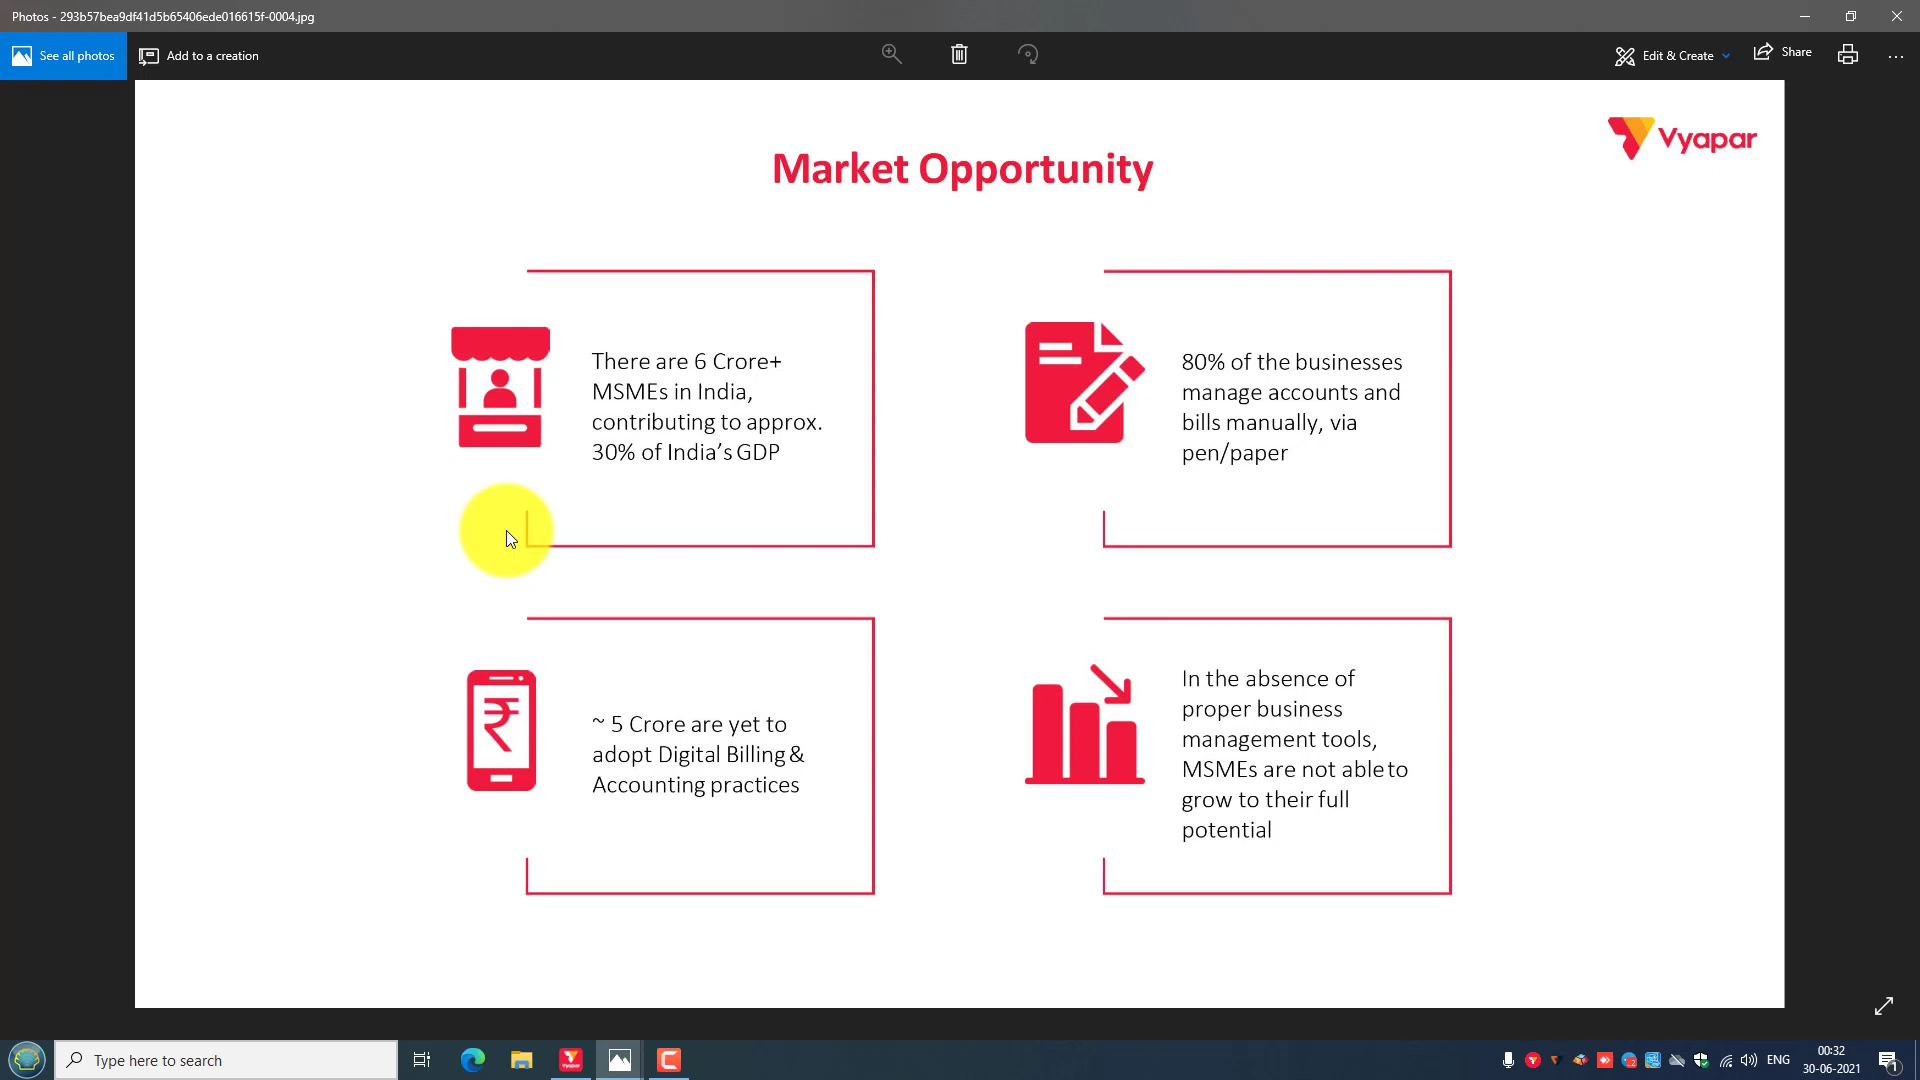 Photos - 293b57bea9df41d5b65406ede016615f-0004.jpg
See all photos
Add to a creation
Edit & Create
Share
Vyapar
Market Opportunity
There are 6 Crore+
MSMEs in India,
contributing to approx.
30% of India's GDP
80% of the businesses
manage accounts and
bills manually, via
pen/paper
~ 5 Crore are yet to
adopt Digital Billing &
Accounting practices
In the absence of
proper business
management tools,
MSMEs are not able to
grow to their full
potential
Type here to search
Vyapar
ENG
00:32
30-06-2021
1